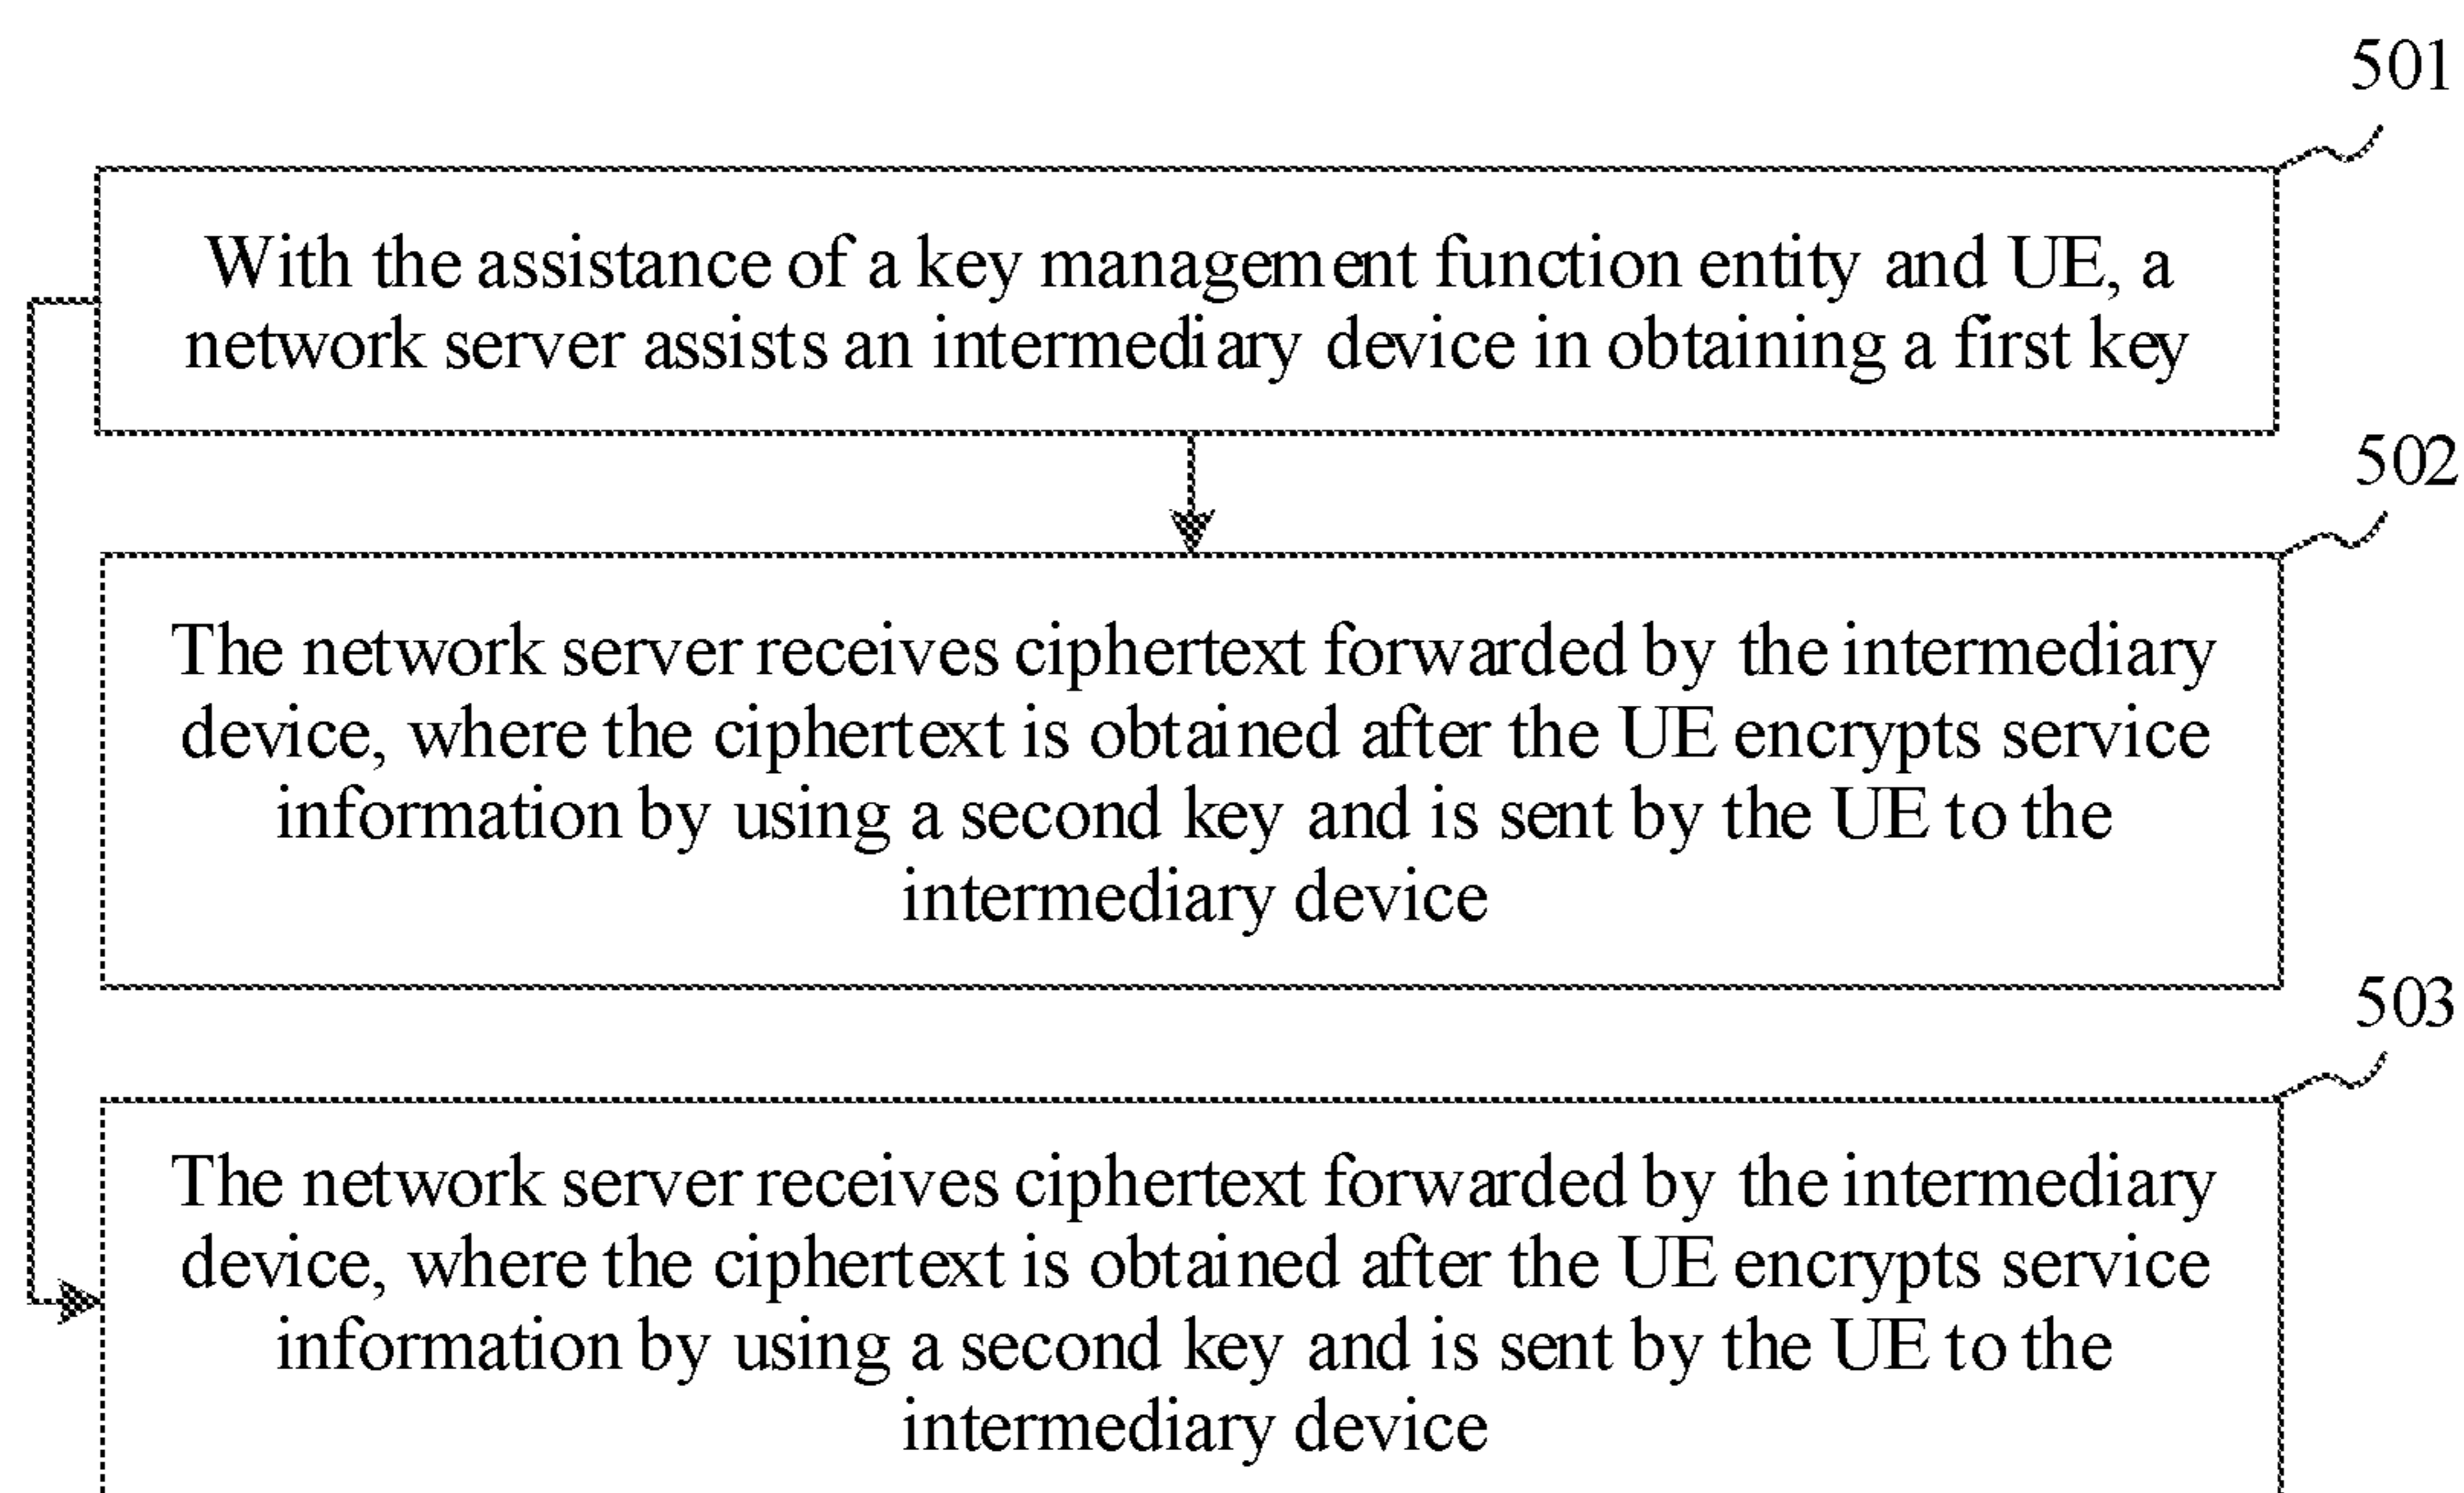 501
With the assistance of a key management function entity and UE, a
network server assists an intermediary device in obtaining a first key
502
The network server receives ciphertext forwarded by the intermediary
device, where the ciphertext is obtained after the UE encrypts service
information by using a second key and is sent by the UE to the
intermediary device
503
The network server receives ciphertext forwarded by the intermediary
device, where the ciphertext is obtained after the UE encrypts service
information by using a second key and is sent by the UE to the
intermediary device